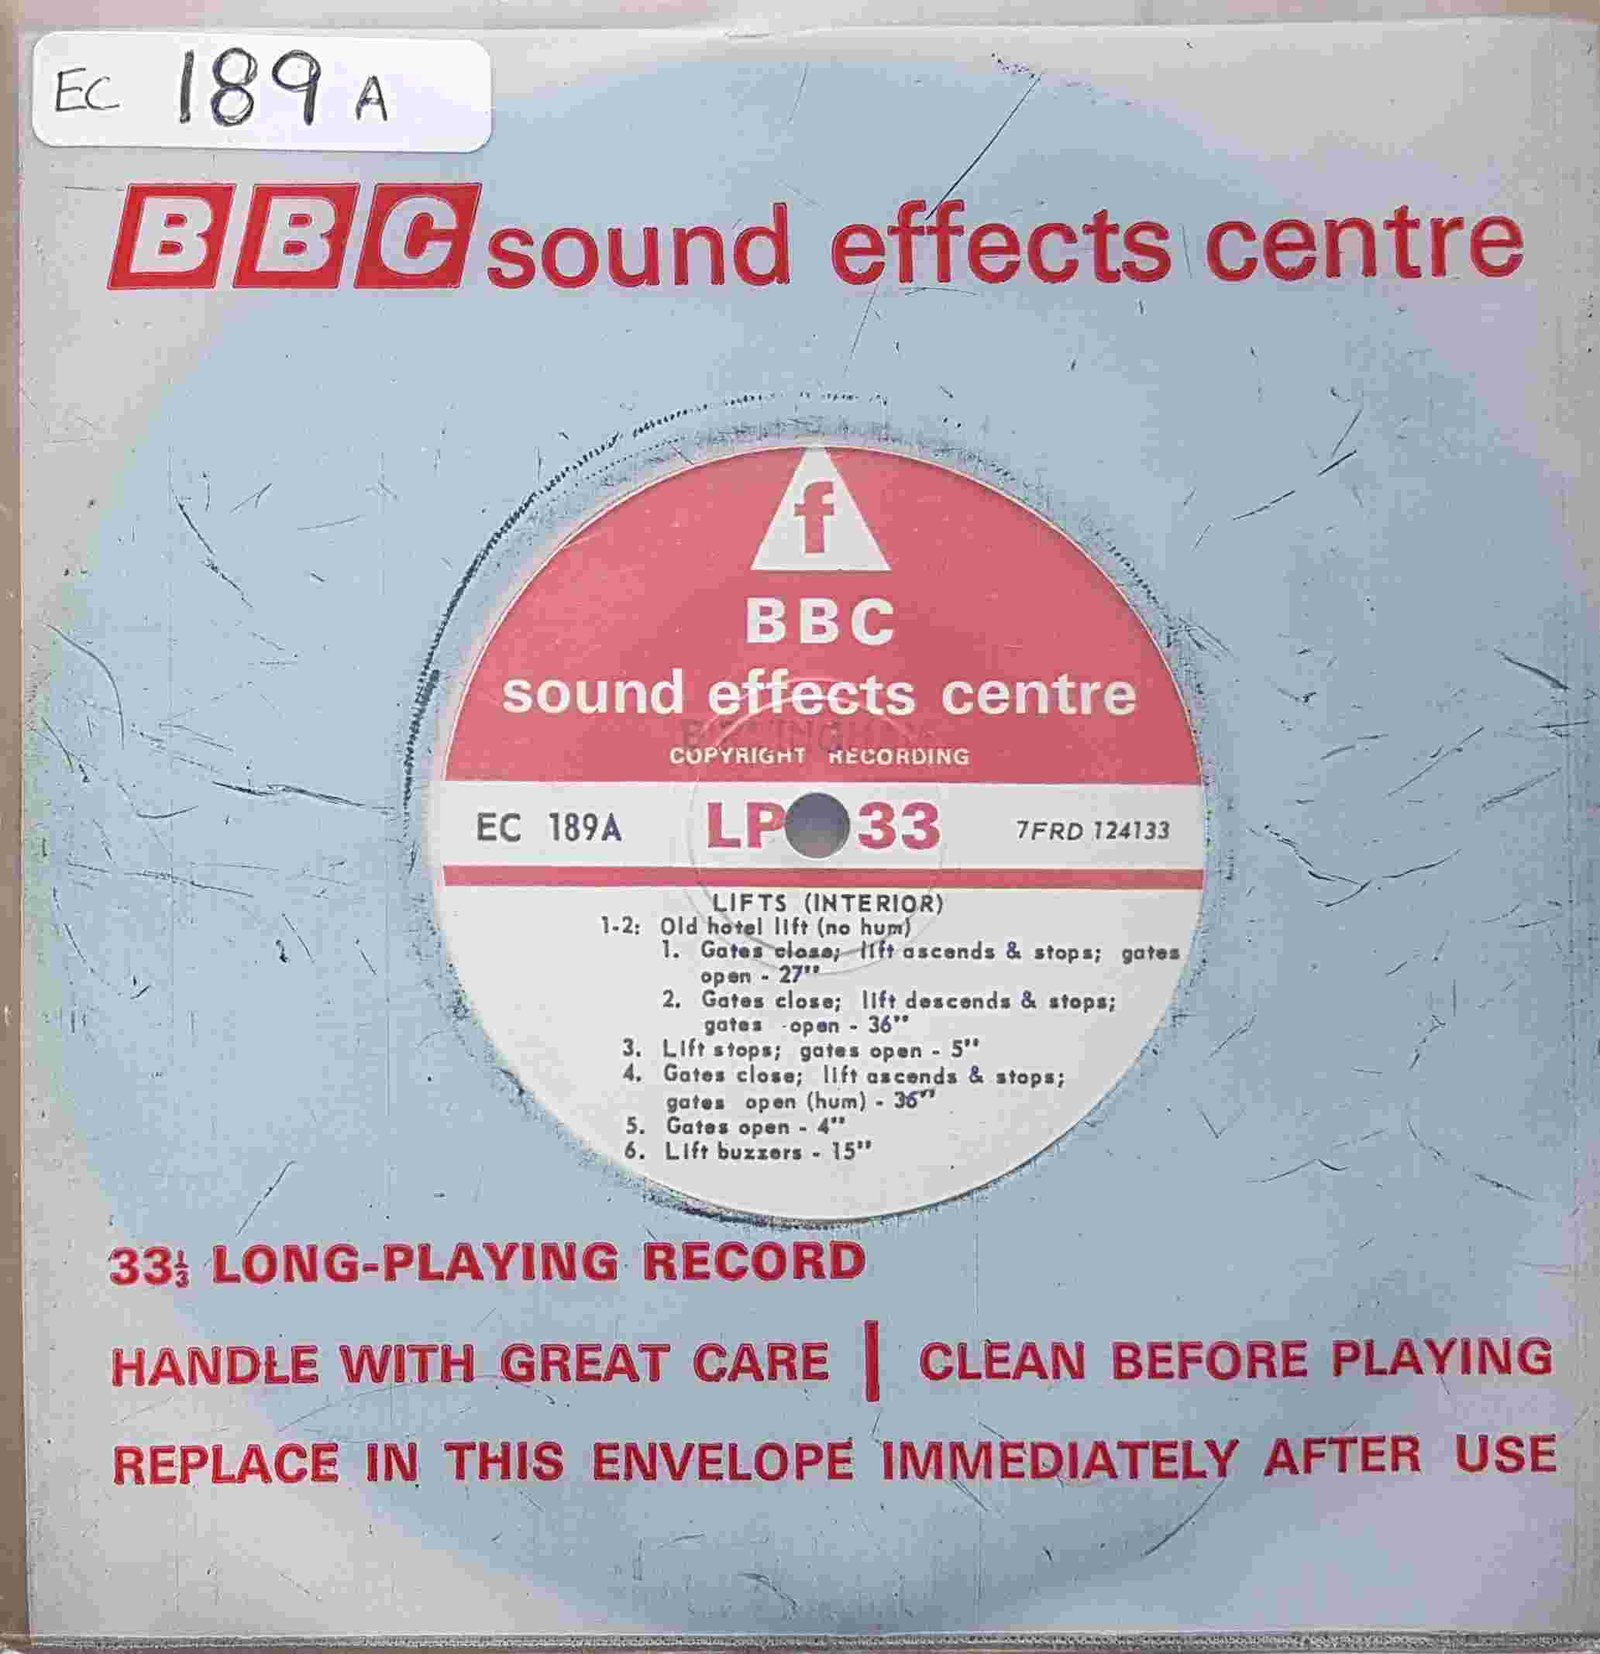 EC 189 A
BBC sound effects centre
f
BBC
sound effects centre
COPYRIGHT RECORDING
EC 189A LP 33 7FRD 124133
LIFTS (INTERIOR)
1-2: Old hotel lift (no hum)
1. Gates close; lift ascends & stops; gates
open - 27"
2. Gates close; lift descends & stops;
gates open - 36"
3. Lift stops; gates open - 5"
4. Gates close; lift ascends & stops;
gates open (hum) - 36"
5. Gates open - 4"
6. Lift buzzers - 15"
33⅓ LONG-PLAYING RECORD
HANDLE WITH GREAT CARE | CLEAN BEFORE PLAYING
REPLACE IN THIS ENVELOPE IMMEDIATELY AFTER USE